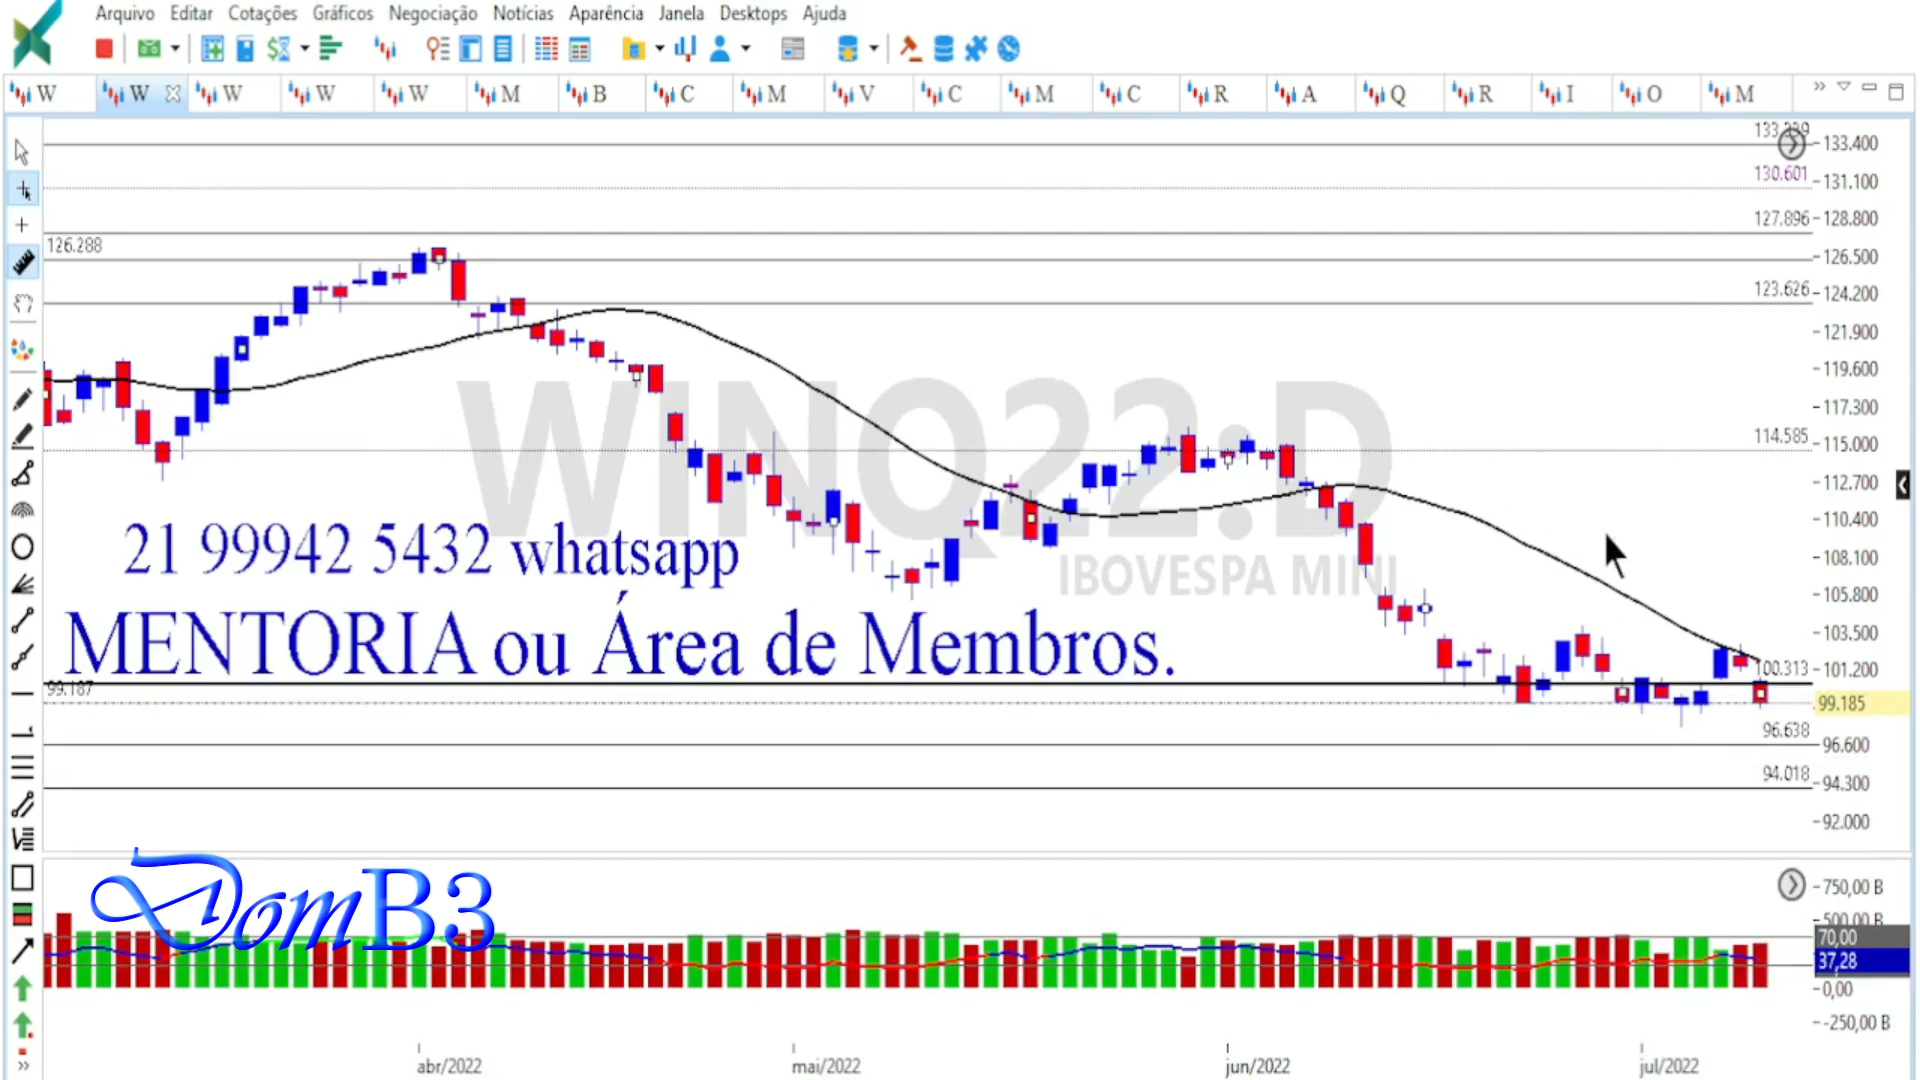 Arquivo Editar Cotações Gráficos Negociação Notícias Aparência Janela Desktops Ajuda
W W W W W M B C M V C M C R A Q R I O M
133.400
130.601
131.100
127.896
128.800
126.288
126.500
123.626
124.200
121.900
119.600
117.300
114.585
115.000
112.700
110.400
108.100
105.800
103.500
100.313
101.200
99.187
99.185
96.638
96.600
94.018
94.300
92.000
WINQ22:D
IBOVESPA MINI
21 99942 5432 whatsapp
MENTORIA ou Área de Membros.
DomB3
750,00 B
500,00 B
70,00
37,28
0,00
-250,00 B
abr/2022 mai/2022 jun/2022 jul/2022